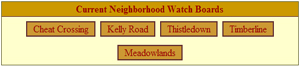 Current Neighborhood Watch Boards
Cheat Crossing Kelly Road Thistledown Timberline
Meadowlands